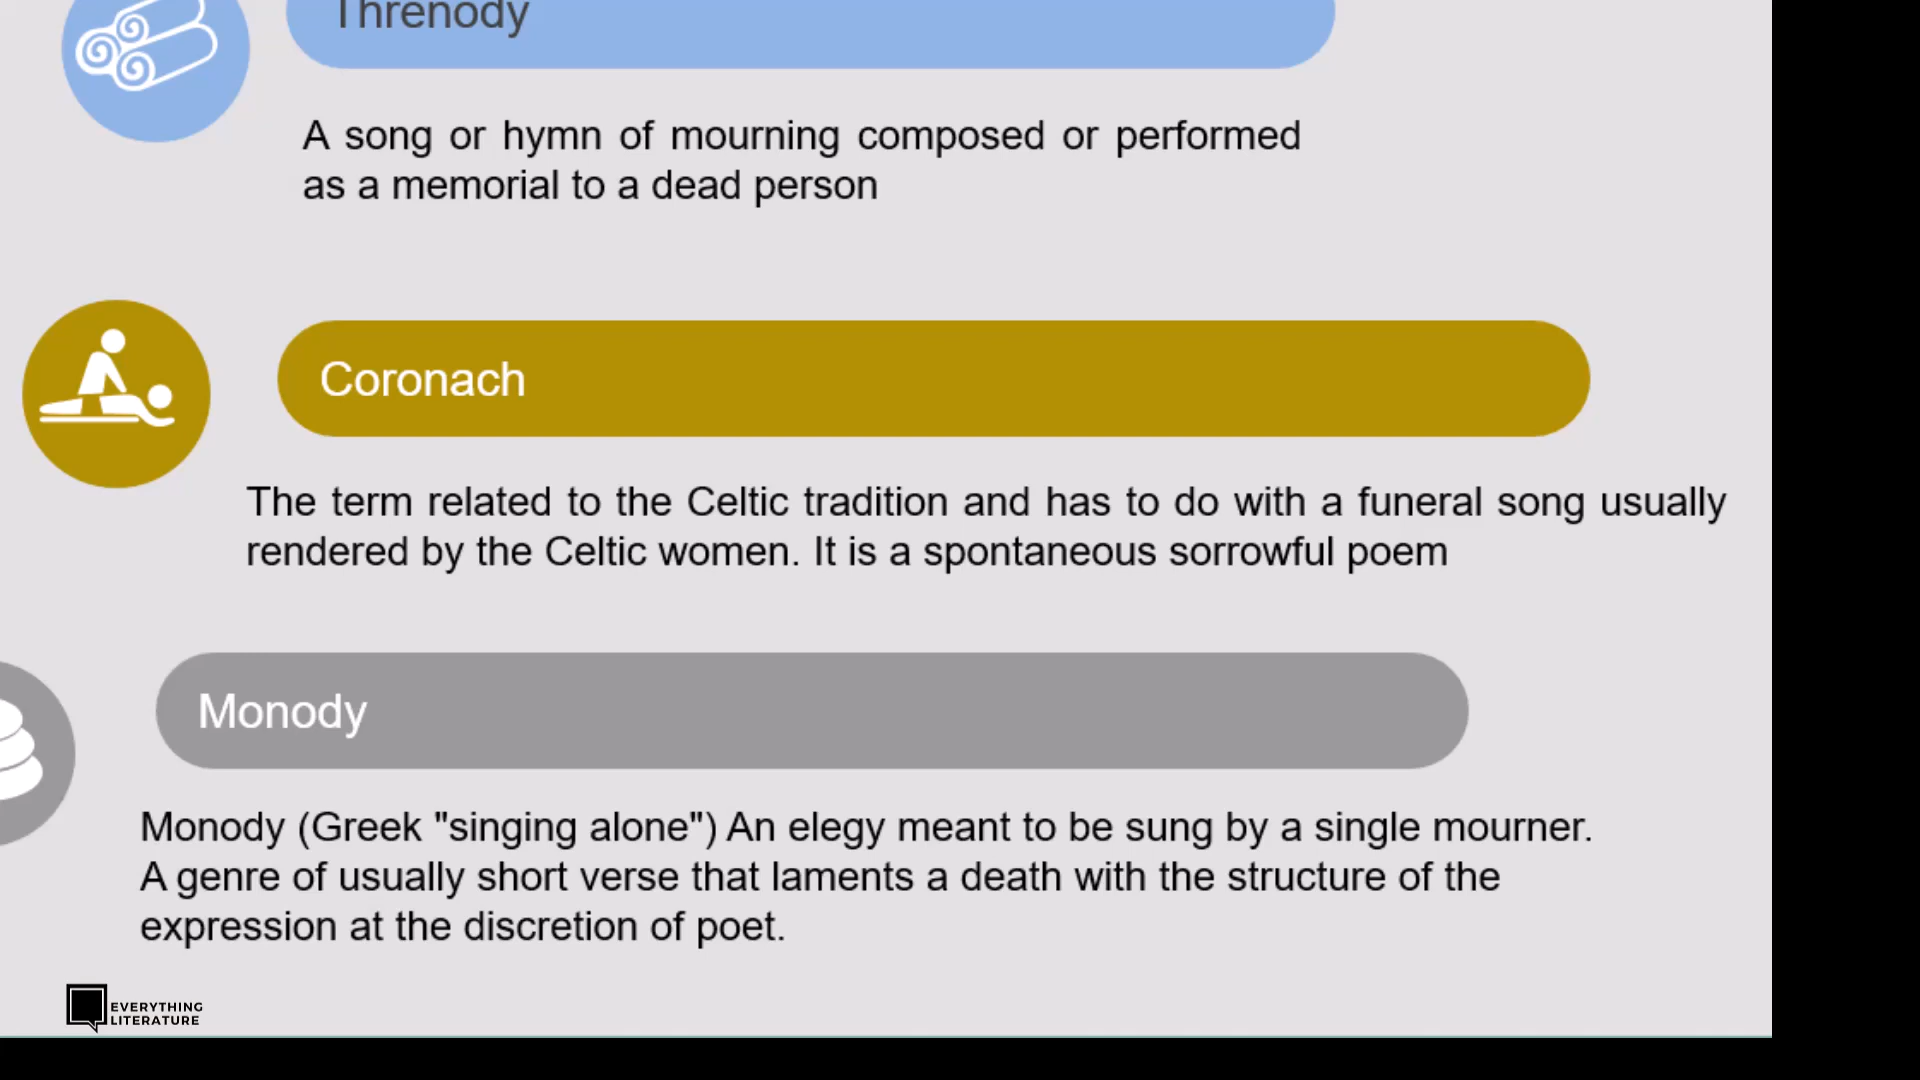 Threnody
A song or hymn of mourning composed or performed
as a memorial to a dead person
Coronach
The term related to the Celtic tradition and has to do with a funeral song usually
rendered by the Celtic women. It is a spontaneous sorrowful poem
Monody
Monody (Greek "singing alone") An elegy meant to be sung by a single mourner.
A genre of usually short verse that laments a death with the structure of the
expression at the discretion of poet.
EVERYTHING
LITERATURE